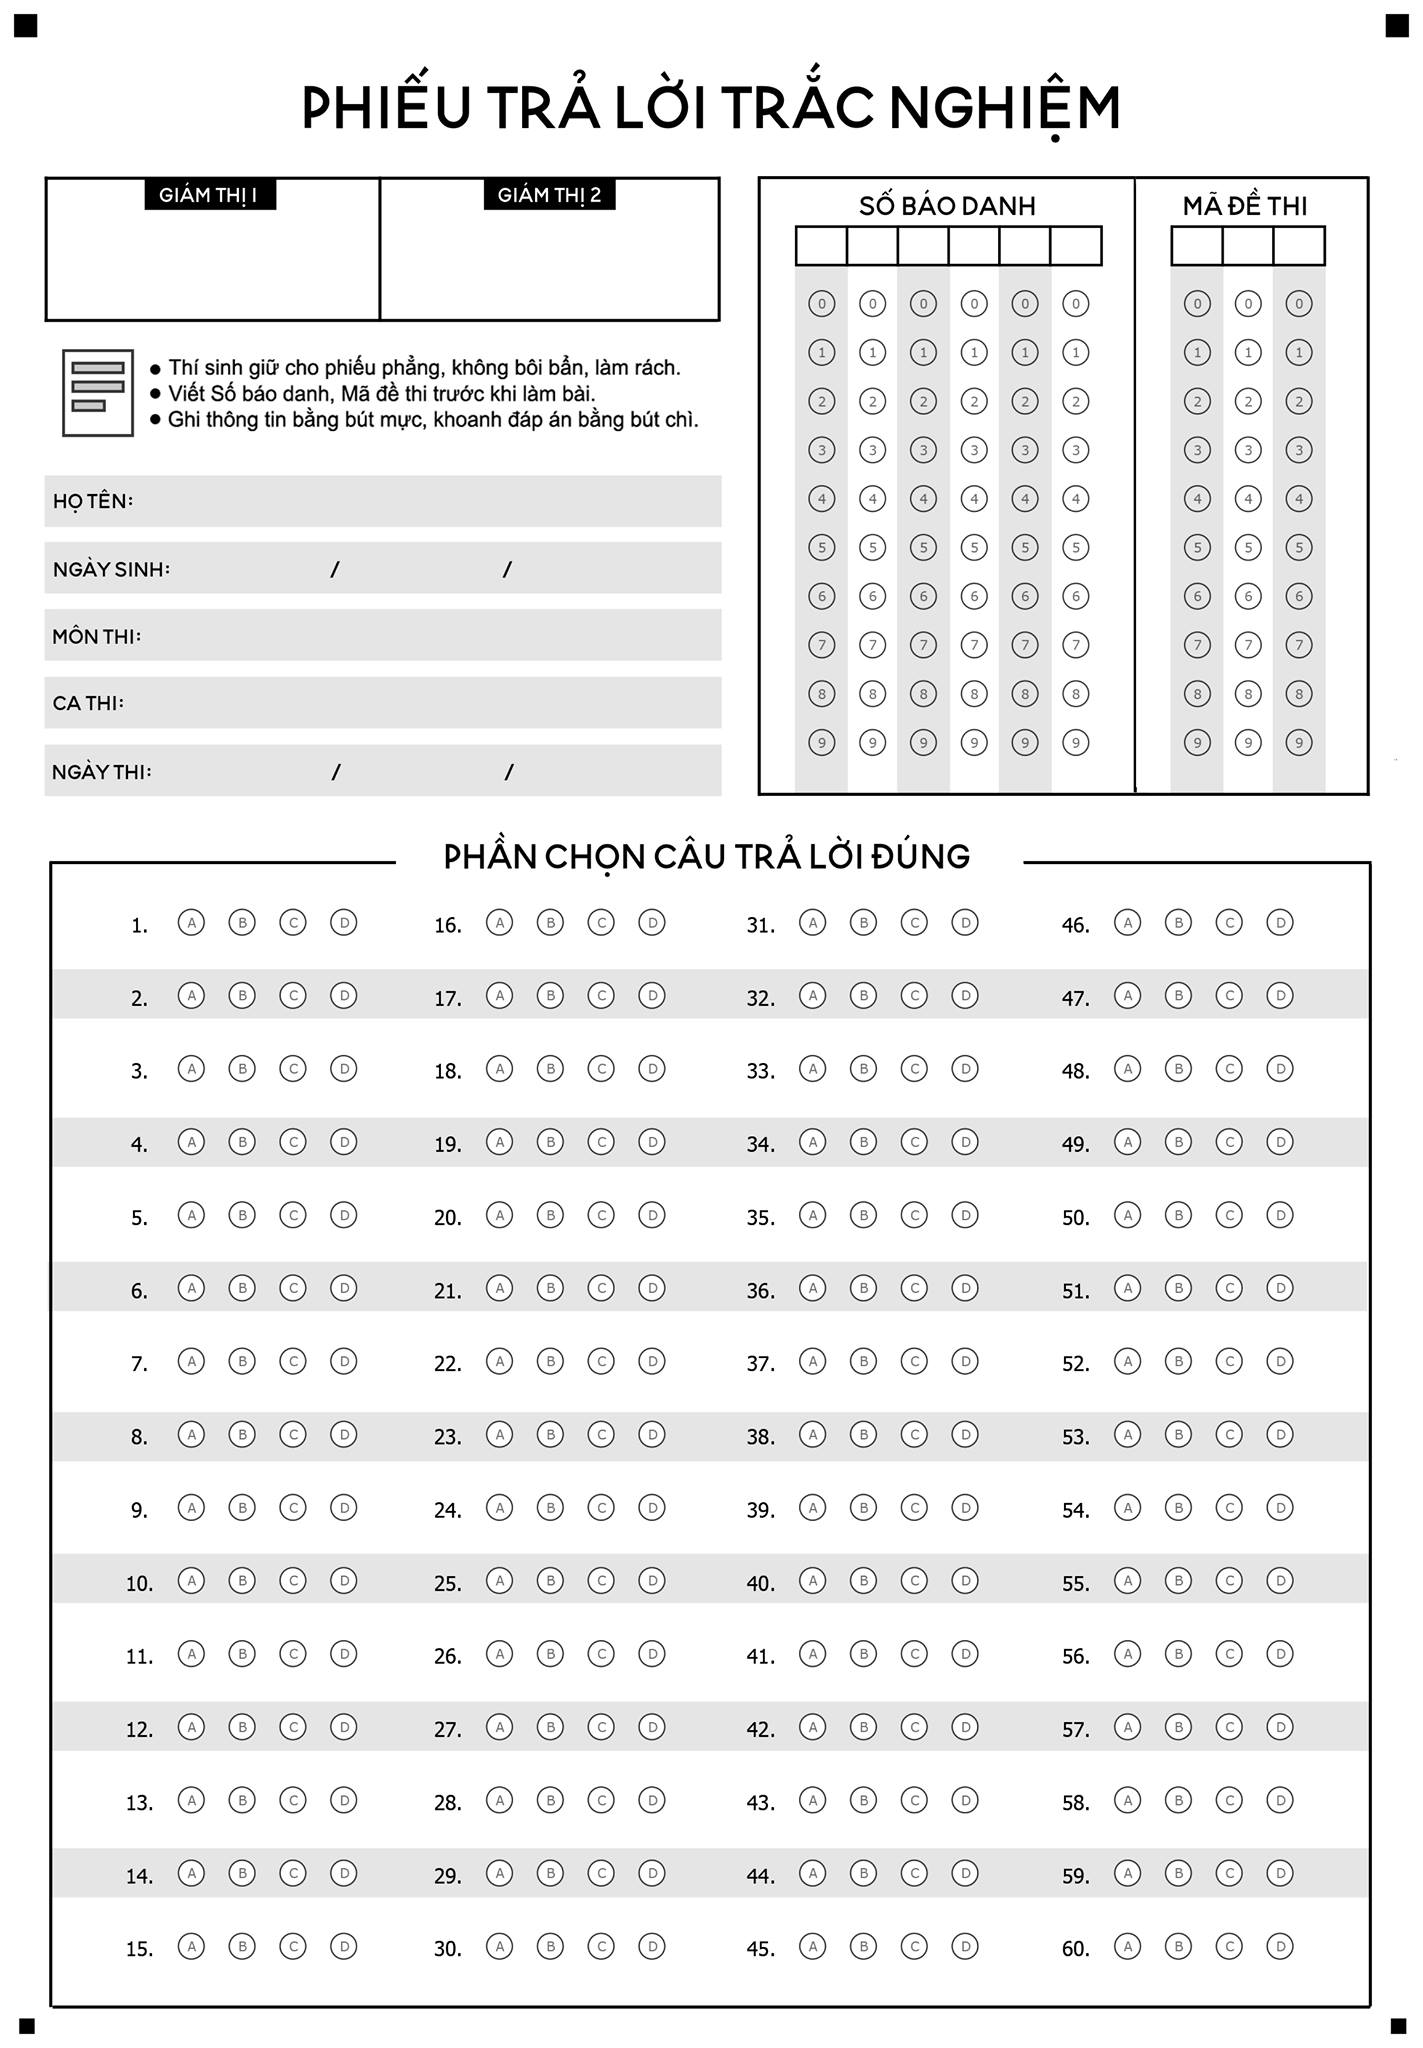 PHIẾU TRẢ LỜI TRẮC NGHIỆM
GIÁM THỊ 1 GIÁM THỊ 2
• Thí sinh giữ cho phiếu phẳng, không bôi bẩn, làm rách.
• Viết Số báo danh, Mã đề thi trước khi làm bài.
• Ghi thông tin bằng bút mực, khoanh đáp án bằng bút chì.
HỌ TÊN:
NGÀY SINH: / /
MÔN THI:
CA THI:
NGÀY THI: / /
SỐ BÁO DANH MÃ ĐỀ THI
0 0 0 0 0 0 0 0 0
1 1 1 1 1 1 1 1 1
2 2 2 2 2 2 2 2 2
3 3 3 3 3 3 3 3 3
4 4 4 4 4 4 4 4 4
5 5 5 5 5 5 5 5 5
6 6 6 6 6 6 6 6 6
7 7 7 7 7 7 7 7 7
8 8 8 8 8 8 8 8 8
9 9 9 9 9 9 9 9 9
PHẦN CHỌN CÂU TRẢ LỜI ĐÚNG
1. A B C D 16. A B C D 31. A B C D 46. A B C D
2. A B C D 17. A B C D 32. A B C D 47. A B C D
3. A B C D 18. A B C D 33. A B C D 48. A B C D
4. A B C D 19. A B C D 34. A B C D 49. A B C D
5. A B C D 20. A B C D 35. A B C D 50. A B C D
6. A B C D 21. A B C D 36. A B C D 51. A B C D
7. A B C D 22. A B C D 37. A B C D 52. A B C D
8. A B C D 23. A B C D 38. A B C D 53. A B C D
9. A B C D 24. A B C D 39. A B C D 54. A B C D
10. A B C D 25. A B C D 40. A B C D 55. A B C D
11. A B C D 26. A B C D 41. A B C D 56. A B C D
12. A B C D 27. A B C D 42. A B C D 57. A B C D
13. A B C D 28. A B C D 43. A B C D 58. A B C D
14. A B C D 29. A B C D 44. A B C D 59. A B C D
15. A B C D 30. A B C D 45. A B C D 60. A B C D